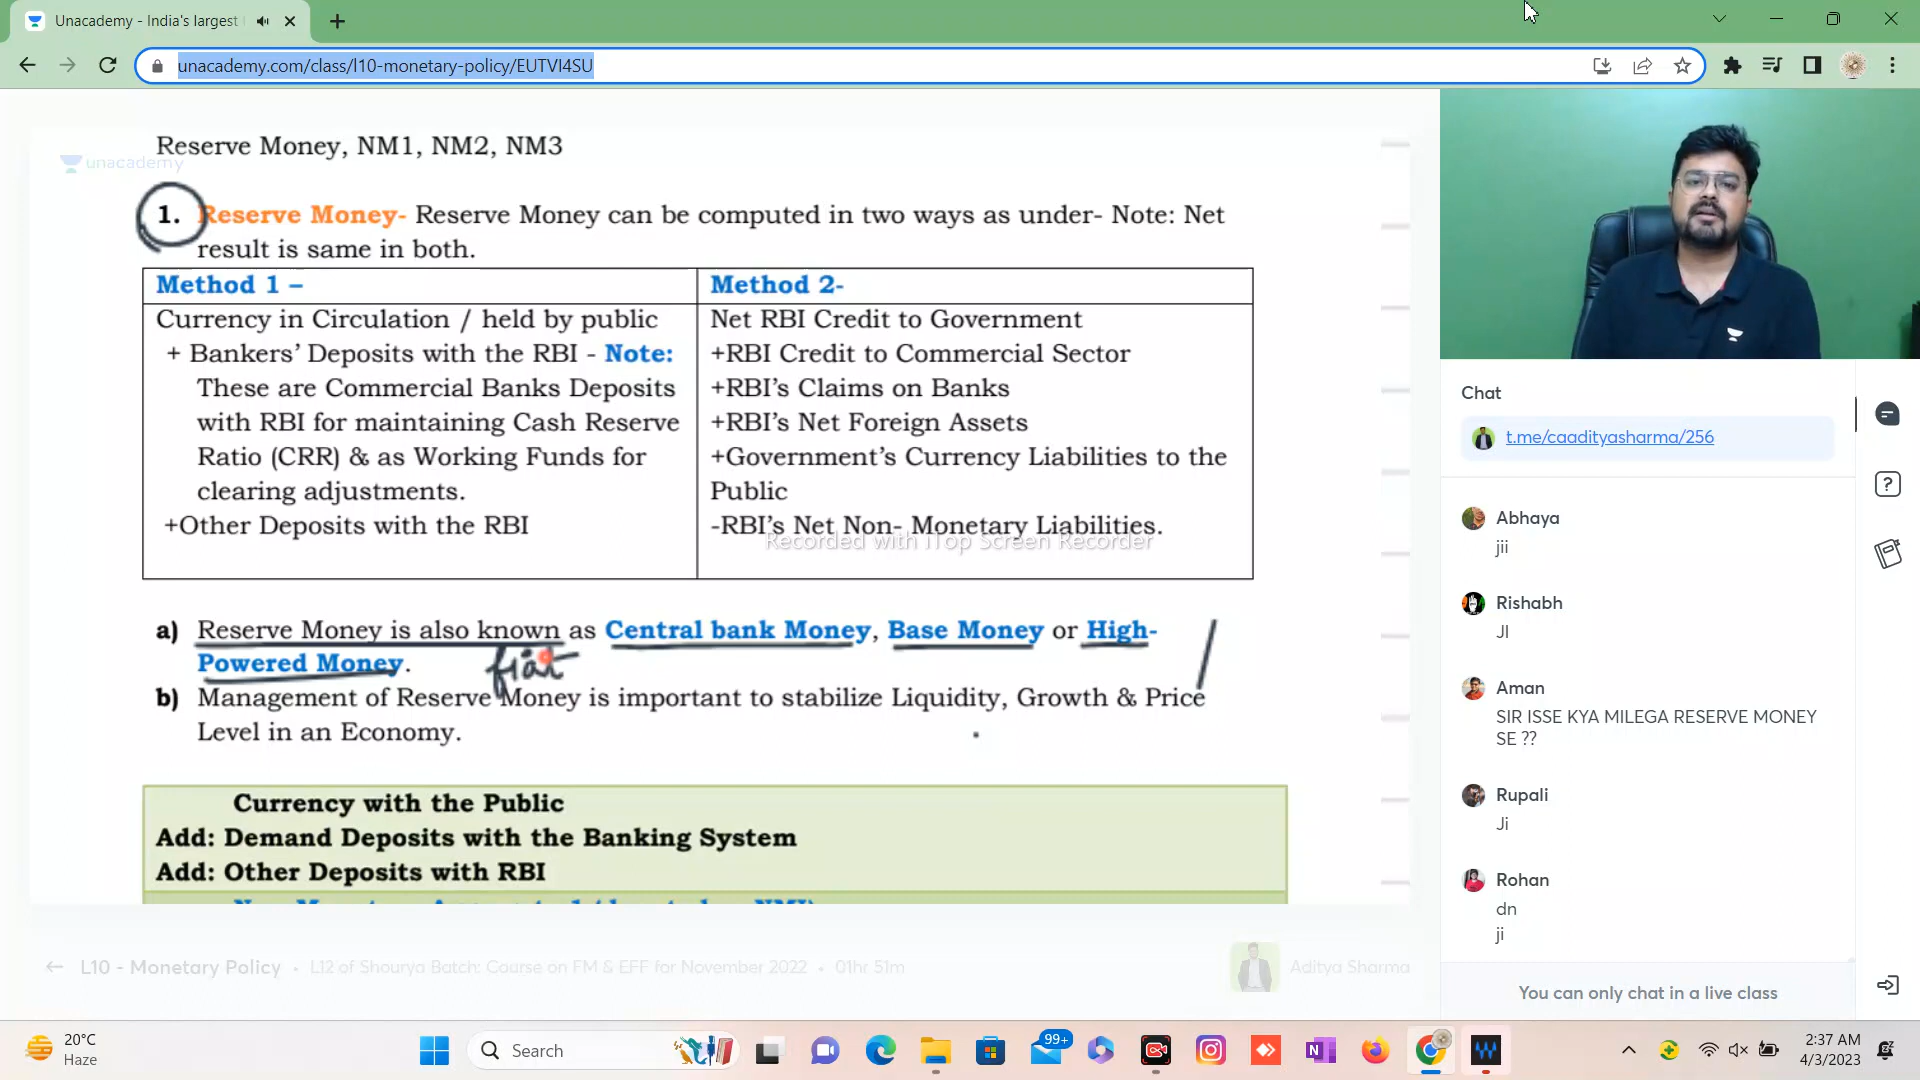 Unacademy - India's largest
unacademy.com/class/l10-monetary-policy/EUTVI4SU
unacademy
Reserve Money, NM1, NM2, NM3
1. Reserve Money- Reserve Money can be computed in two ways as under- Note: Net
result is same in both.
Method 1 –
Currency in Circulation / held by public
+ Bankers' Deposits with the RBI - Note:
These are Commercial Banks Deposits
with RBI for maintaining Cash Reserve
Ratio (CRR) & as Working Funds for
clearing adjustments.
+Other Deposits with the RBI
Method 2-
Net RBI Credit to Government
+RBI Credit to Commercial Sector
+RBI's Claims on Banks
+RBI's Net Foreign Assets
+Government's Currency Liabilities to the
Public
-RBI's Net Non- Monetary Liabilities.
Recorded with iTop Screen Recorder
a) Reserve Money is also known as Central bank Money, Base Money or High-
Powered Money.
fiat
b) Management of Reserve Money is important to stabilize Liquidity, Growth & Price
Level in an Economy.
Currency with the Public
Add: Demand Deposits with the Banking System
Add: Other Deposits with RBI
L10 - Monetary Policy • L12 of Shourya Batch: Course on FM & EFF for November 2022 • 01hr 51m
Aditya Sharma
Chat
t.me/caadityasharma/256
Abhaya
jii
Rishabh
JI
Aman
SIR ISSE KYA MILEGA RESERVE MONEY
SE ??
Rupali
Ji
Rohan
dn
ji
You can only chat in a live class
20°C
Haze
Search
99+
2:37 AM
4/3/2023